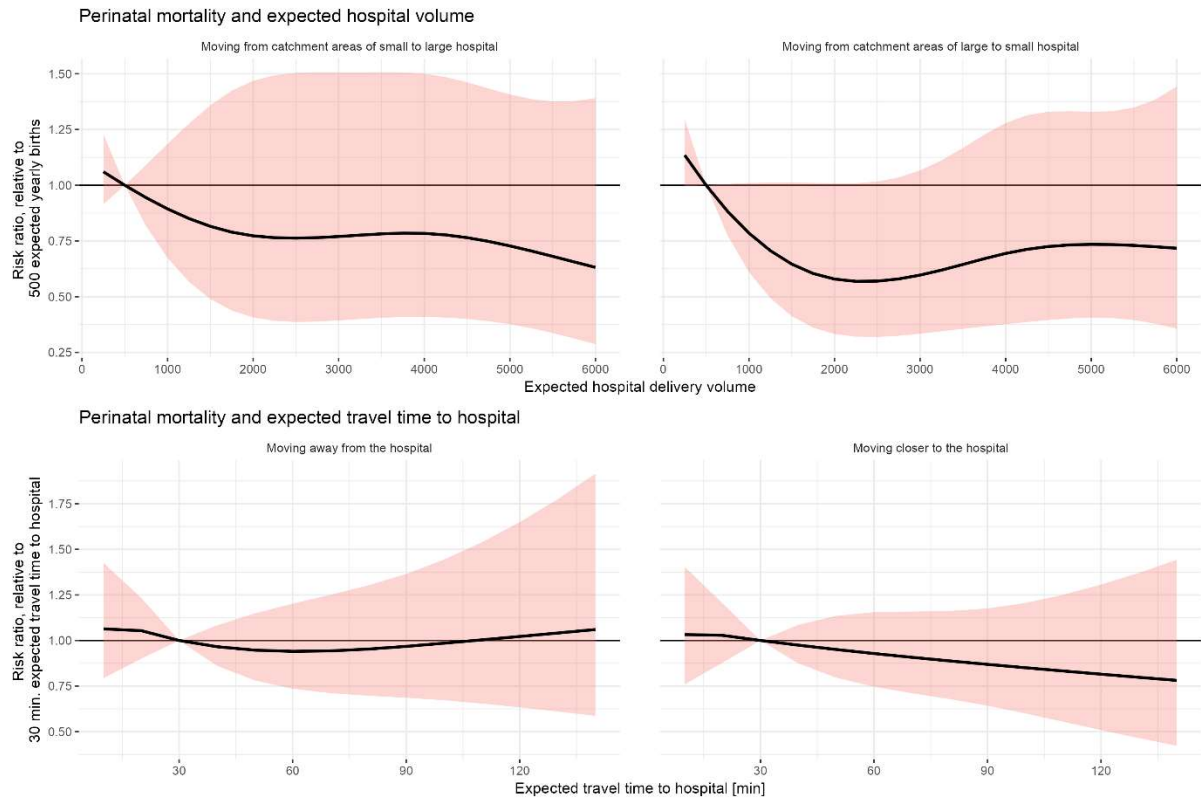 Perinatal mortality and expected hospital volume
Moving from catchment areas of small to large hospital
Moving from catchment areas of large to small hospital
Risk ratio, relative to
500 expected yearly births
1.50
1.25
1.00
0.75
0.50
0.25
0 1000 2000 3000 4000 5000 6000
0 1000 2000 3000 4000 5000 6000
Expected hospital delivery volume
Perinatal mortality and expected travel time to hospital
Moving away from the hospital
Moving closer to the hospital
Risk ratio, relative to
30 min. expected travel time to hospital
1.75
1.50
1.25
1.00
0.75
0.50
30 60 90 120
30 60 90 120
Expected travel time to hospital [min]